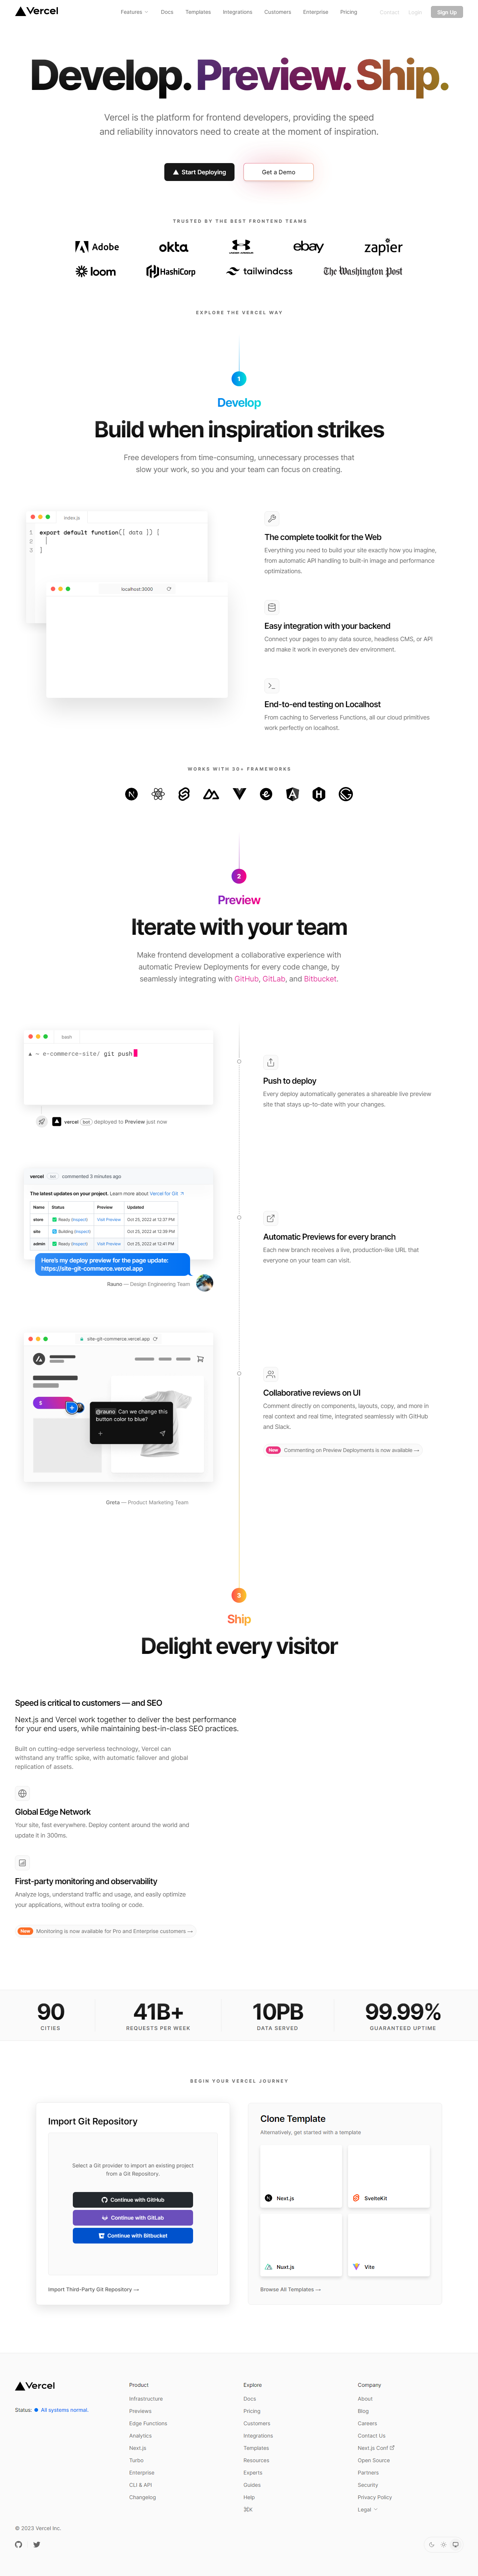 Vercel
Features
Docs
Templates
Integrations
Customers
Enterprise
Pricing
Contact
Login
Sign Up
Develop. Preview. Ship.
Vercel is the platform for frontend developers, providing the speed
and reliability innovators need to create at the moment of inspiration.
Start Deploying
Get a Demo
TRUSTED BY THE BEST FRONTEND TEAMS
Adobe
okta
UNDER ARMOUR
ebay
zapier
loom
HashiCorp
tailwindcss
The Washington Post
EXPLORE THE VERCEL WAY
1
Develop
Build when inspiration strikes
Free developers from time-consuming, unnecessary processes that
slow your work, so you and your team can focus on creating.
index.js
1 export default function({ data }) {
2
3 }
localhost:3000
The complete toolkit for the Web
Everything you need to build your site exactly how you imagine,
from automatic API handling to built-in image and performance
optimizations.
Easy integration with your backend
Connect your pages to any data source, headless CMS, or API
and make it work in everyone's dev environment.
End-to-end testing on Localhost
From caching to Serverless Functions, all our cloud primitives
work perfectly on localhost.
WORKS WITH 30+ FRAMEWORKS
2
Preview
Iterate with your team
Make frontend development a collaborative experience with
automatic Preview Deployments for every code change, by
seamlessly integrating with GitHub, GitLab, and Bitbucket.
bash
▲ ~ e-commerce-site/ git push
vercel bot deployed to Preview just now
Push to deploy
Every deploy automatically generates a shareable live preview
site that stays up-to-date with your changes.
vercel bot commented 3 minutes ago
The latest updates on your project. Learn more about Vercel for Git ↗
Name Status Preview Updated
store Ready (Inspect) Visit Preview Oct 25, 2022 at 12:37 PM
site Building (Inspect) Oct 25, 2022 at 12:39 PM
admin Ready (Inspect) Visit Preview Oct 25, 2022 at 12:41 PM
Here's my deploy preview for the page update:
https://site-git-commerce.vercel.app
Rauno — Design Engineering Team
Automatic Previews for every branch
Each new branch receives a live, production-like URL that
everyone on your team can visit.
site-git-commerce.vercel.app
$
@rauno Can we change this
button color to blue?
Greta — Product Marketing Team
Collaborative reviews on UI
Comment directly on components, layouts, copy, and more in
real context and real time, integrated seamlessly with GitHub
and Slack.
New Commenting on Preview Deployments is now available →
3
Ship
Delight every visitor
Speed is critical to customers — and SEO
Next.js and Vercel work together to deliver the best performance
for your end users, while maintaining best-in-class SEO practices.
Built on cutting-edge serverless technology, Vercel can
withstand any traffic spike, with automatic failover and global
replication of assets.
Global Edge Network
Your site, fast everywhere. Deploy content around the world and
update it in 300ms.
First-party monitoring and observability
Analyze logs, understand traffic and usage, and easily optimize
your applications, without extra tooling or code.
New Monitoring is now available for Pro and Enterprise customers →
90
CITIES
41B+
REQUESTS PER WEEK
10PB
DATA SERVED
99.99%
GUARANTEED UPTIME
BEGIN YOUR VERCEL JOURNEY
Import Git Repository
Select a Git provider to import an existing project
from a Git Repository.
Continue with GitHub
Continue with GitLab
Continue with Bitbucket
Import Third-Party Git Repository →
Clone Template
Alternatively, get started with a template
Next.js
SvelteKit
Nuxt.js
Vite
Browse All Templates →
Vercel
Status: All systems normal.
Product
Infrastructure
Previews
Edge Functions
Analytics
Next.js
Turbo
Enterprise
CLI & API
Changelog
Explore
Docs
Pricing
Customers
Integrations
Templates
Resources
Experts
Guides
Help
⌘K
Company
About
Blog
Careers
Contact Us
Next.js Conf
Open Source
Partners
Security
Privacy Policy
Legal
© 2023 Vercel Inc.